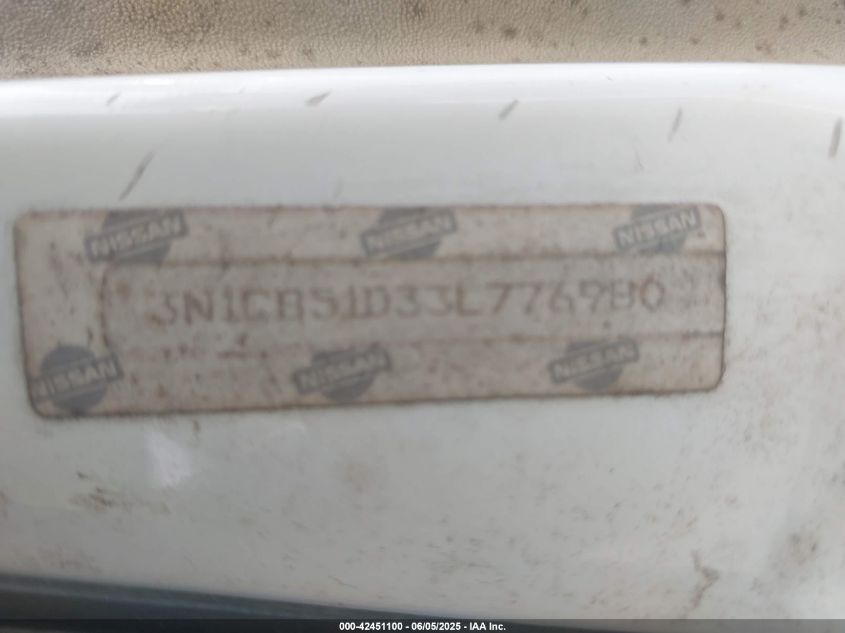 NISSAN NISSAN NISSAN
3N1CB51D33L776980
NISSAN NISSAN NISSAN
000-42451100 - 06/05/2025 - IAA Inc.